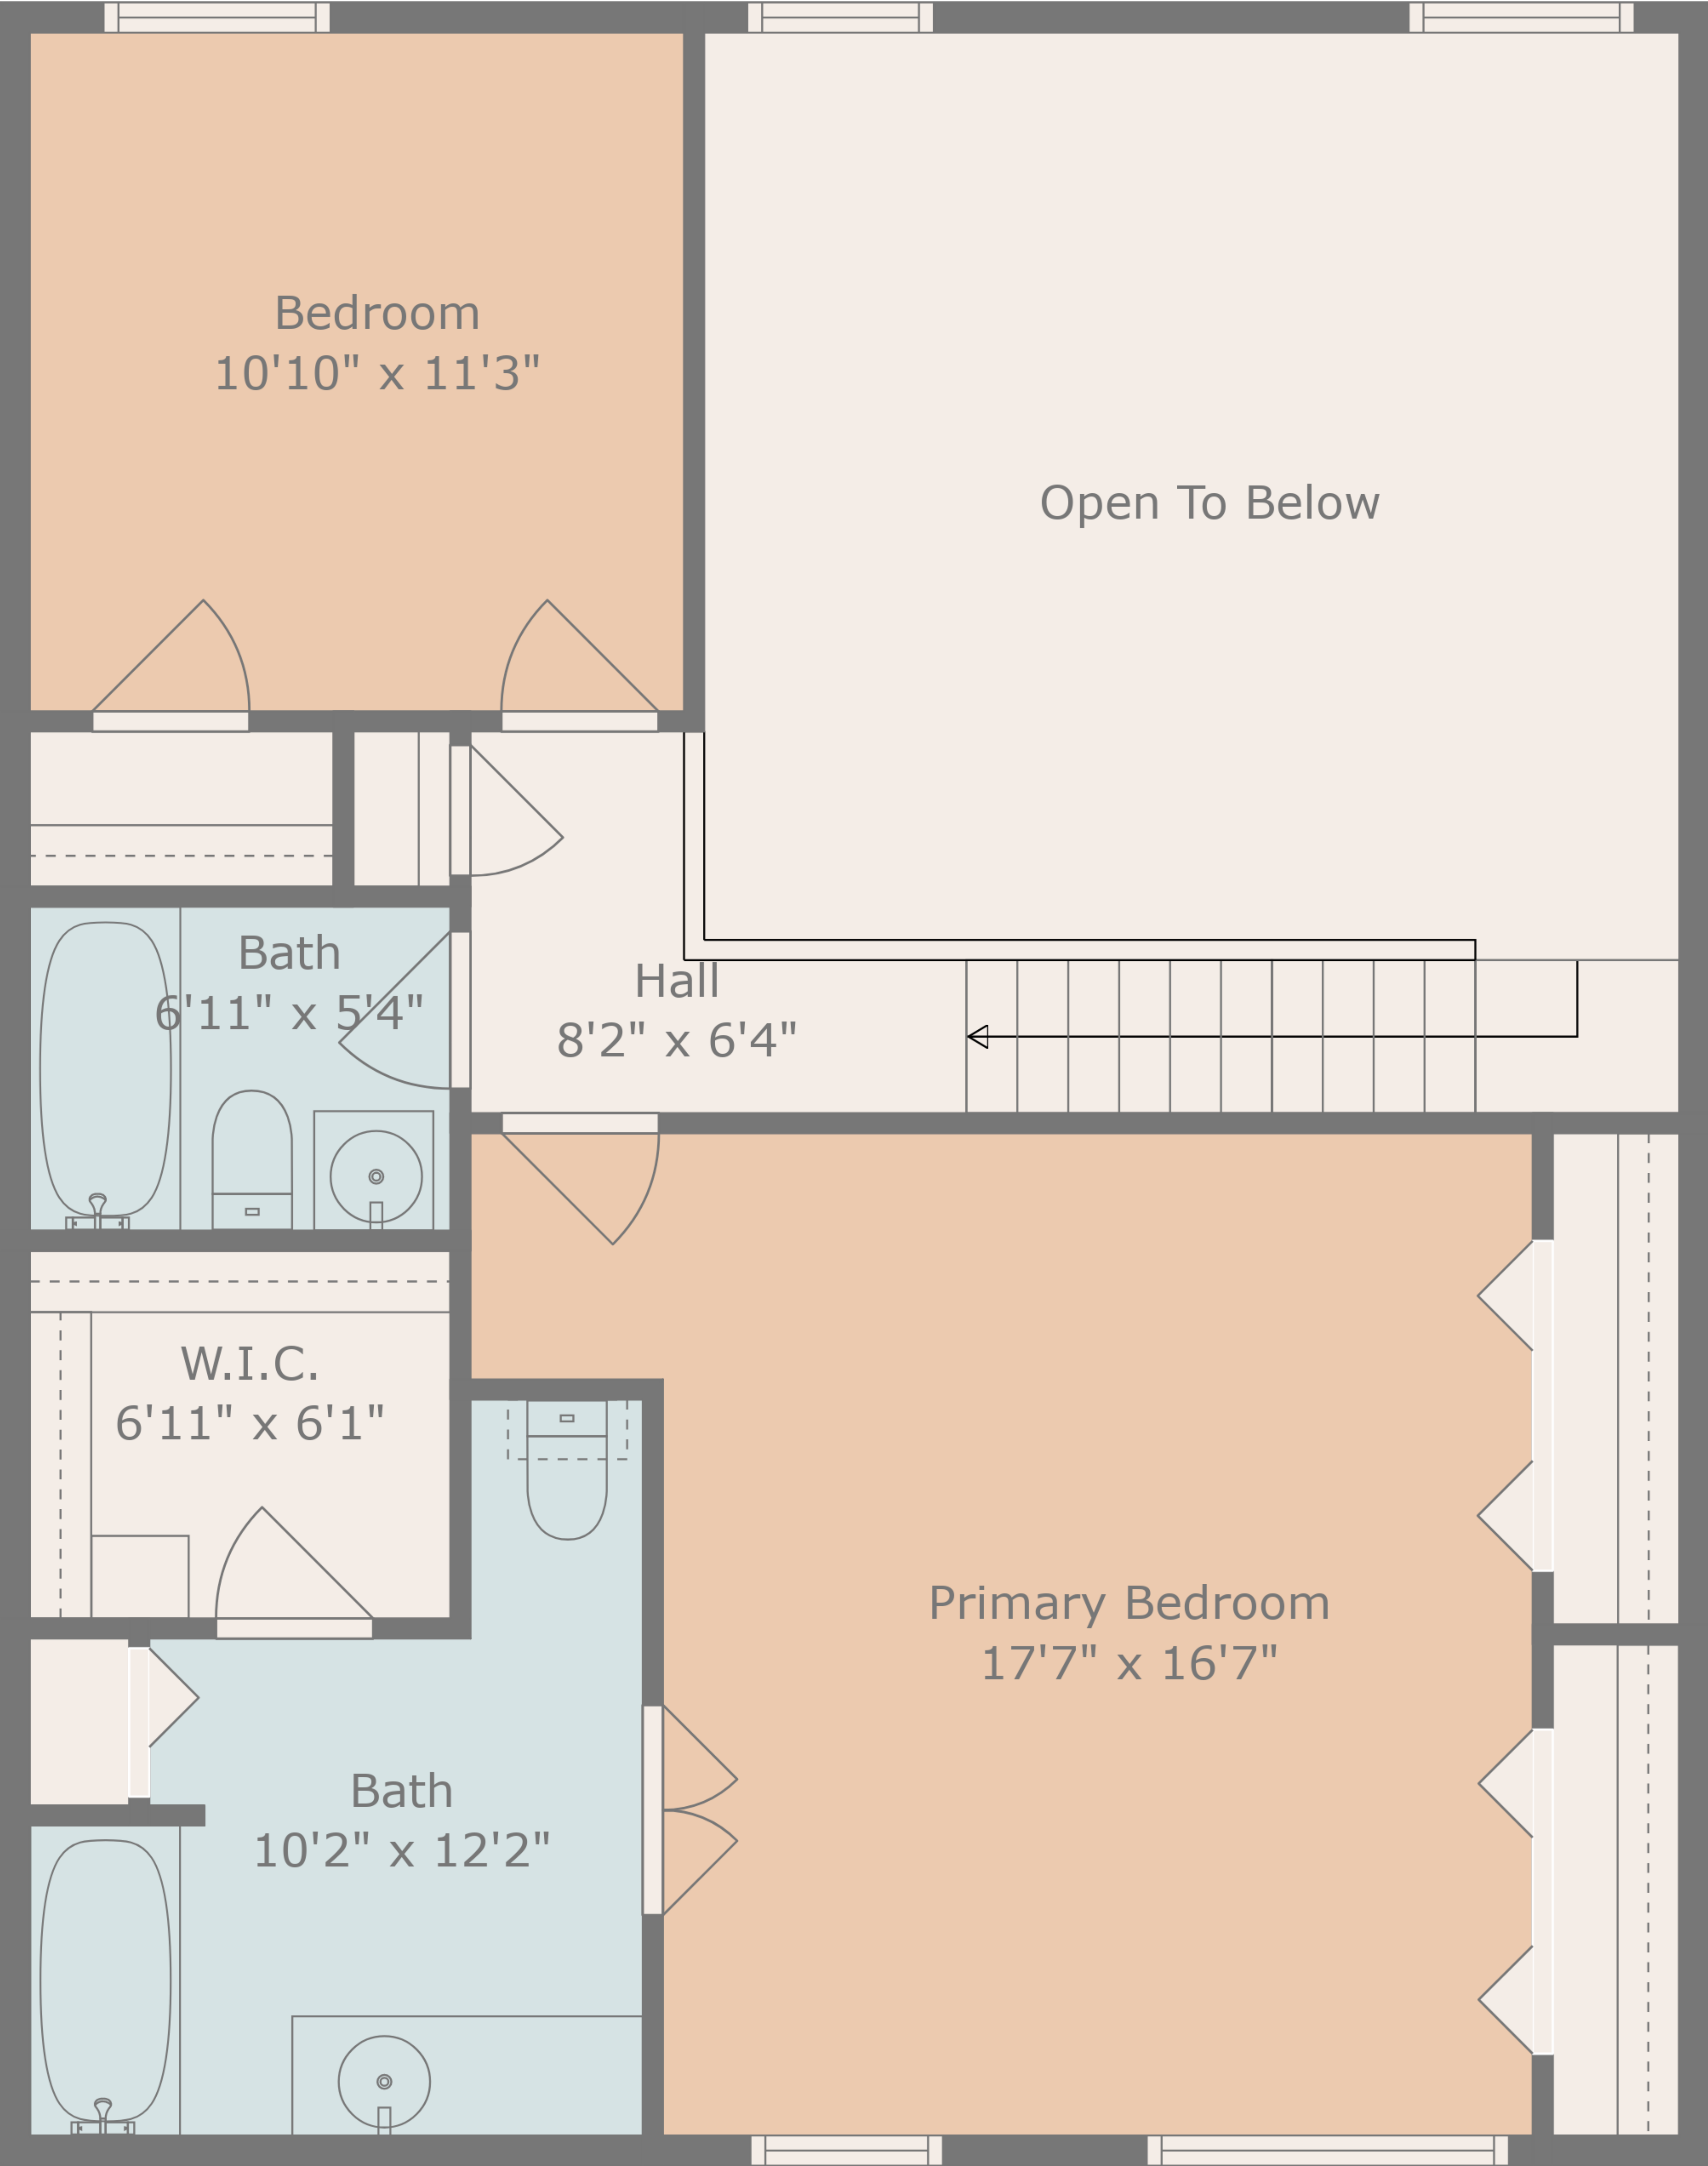 Bedroom
10'10" x 11'3"
Open To Below
Bath
6'11" x 5'4"
Hall
8'2" x 6'4"
W.I.C.
6'11" x 6'1"
Primary Bedroom
17'7" x 16'7"
Bath
10'2" x 12'2"